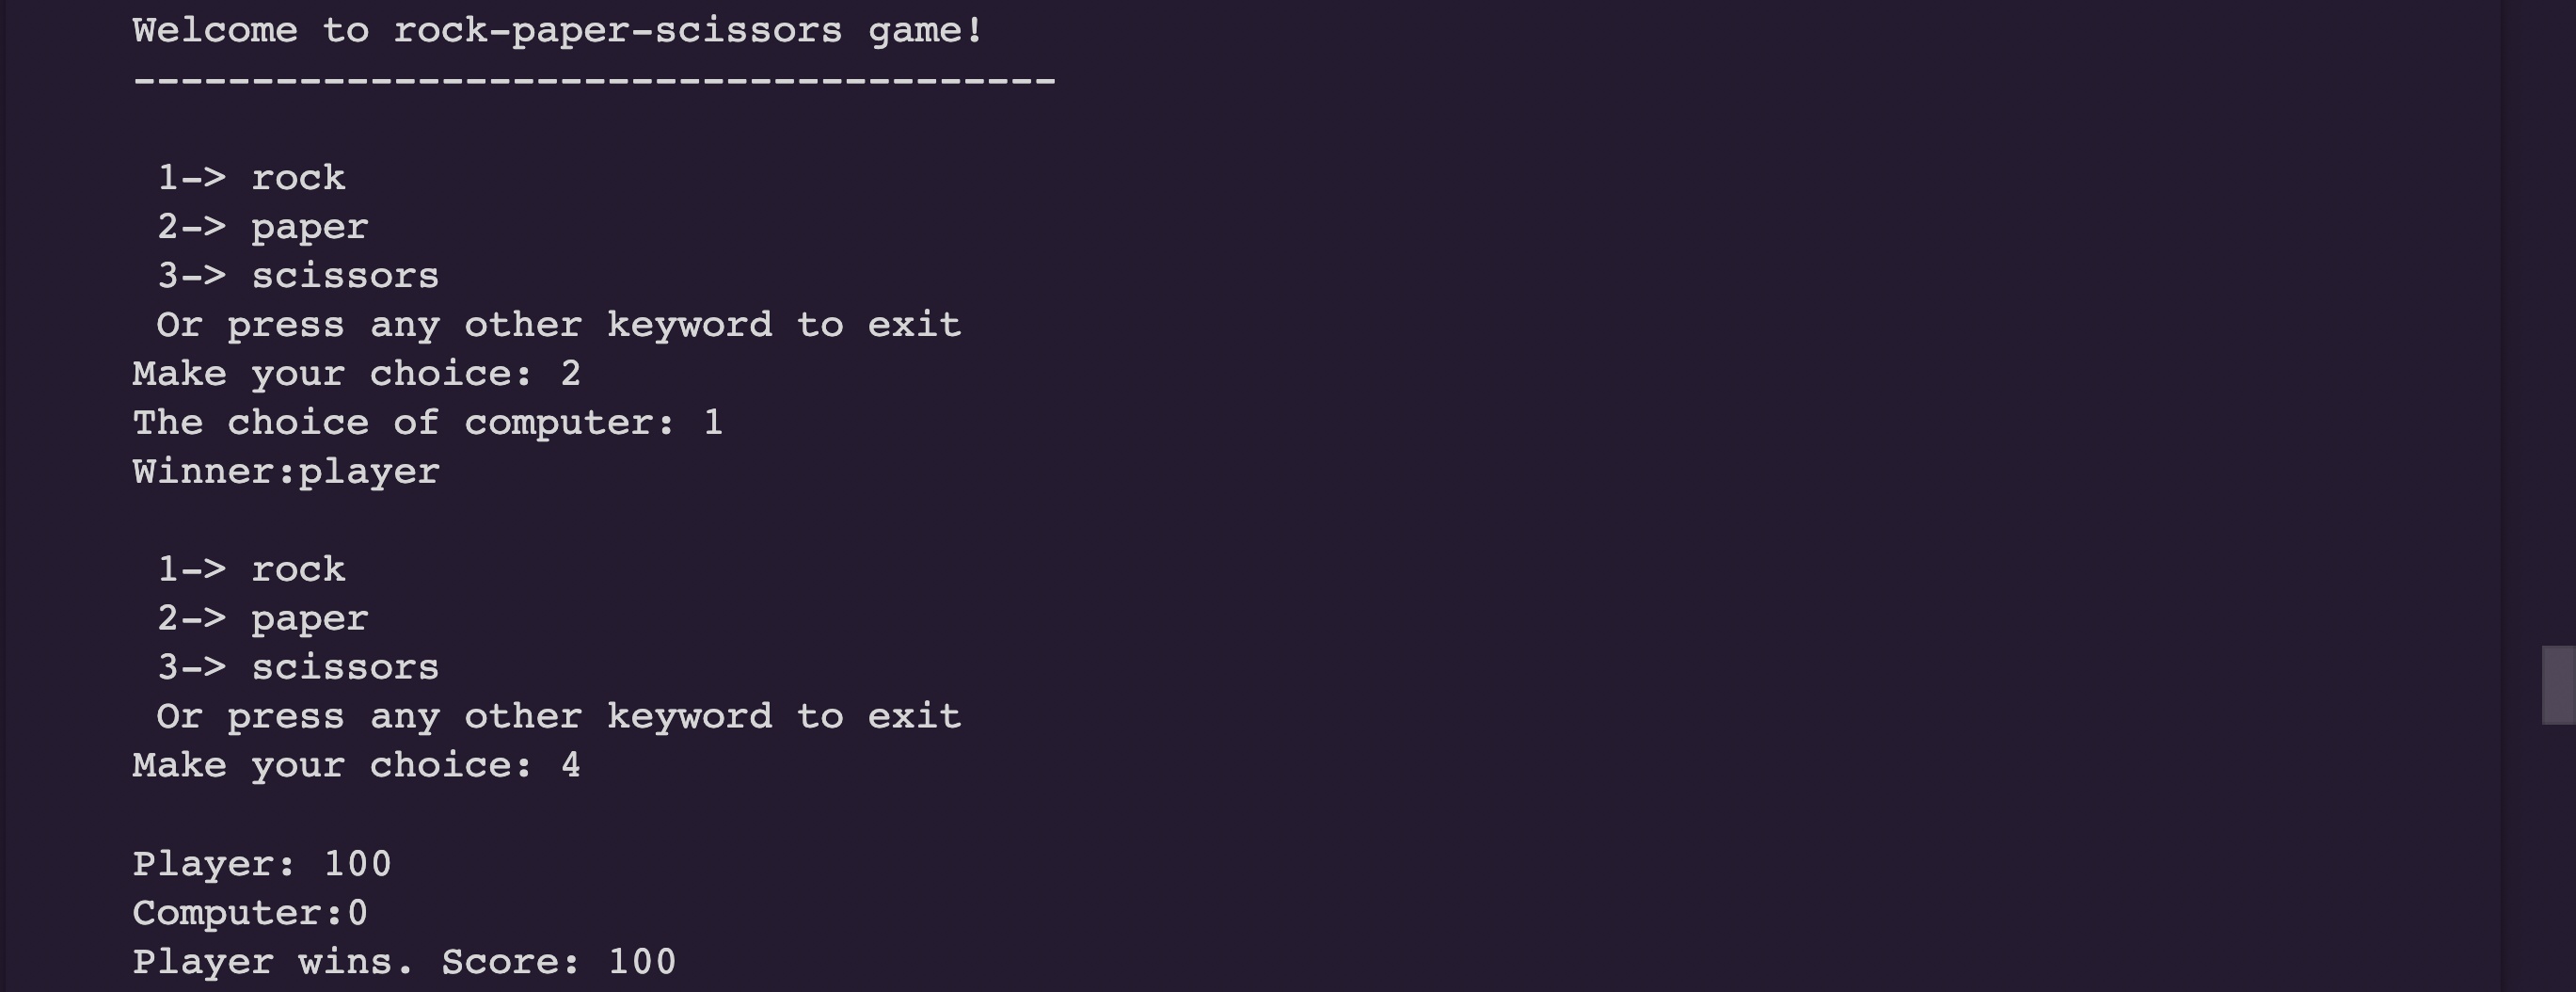 Welcome to rock-paper-scissors game!
---------------------------------------
1-> rock
2-> paper
3-> scissors
Or press any other keyword to exit
Make your choice: 2
The choice of computer: 1
Winner:player
1-> rock
2-> paper
3-> scissors
Or press any other keyword to exit
Make your choice: 4
Player: 100
Computer:0
Player wins. Score: 100